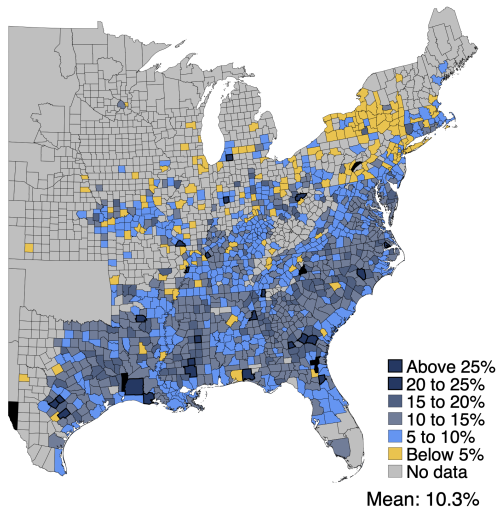 Above 25%
20 to 25%
15 to 20%
10 to 15%
5 to 10%
Below 5%
No data
Mean: 10.3%